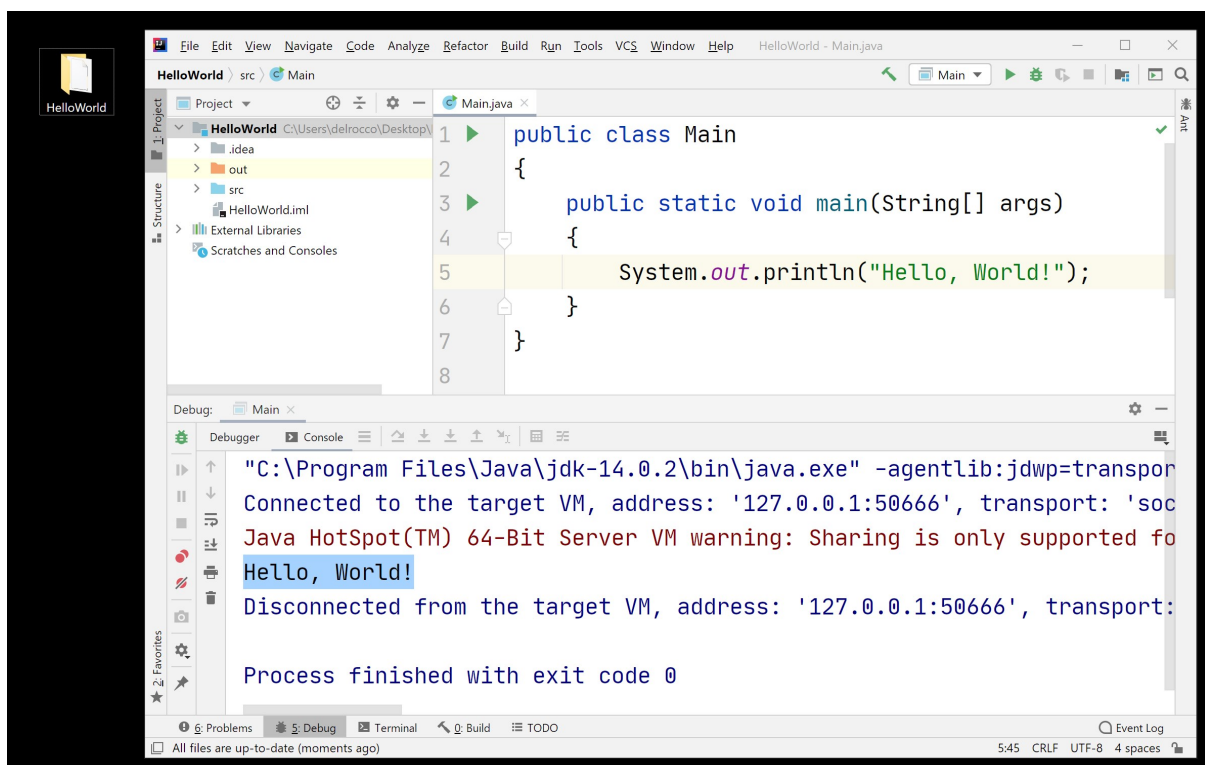 HelloWorld
File Edit View Navigate Code Analyze Refactor Build Run Tools VCS Window Help HelloWorld - Main.java
HelloWorld src Main
Main
1: Project
Structure
2: Favorites
Project
HelloWorld C:\Users\delrocco\Desktop\
.idea
out
src
HelloWorld.iml
External Libraries
Scratches and Consoles
Main.java
1 public class Main
2 {
3 public static void main(String[] args)
4 {
5 System.out.println("Hello, World!");
6 }
7 }
8
Ant
Debug: Main
Debugger Console
"C:\Program Files\Java\jdk-14.0.2\bin\java.exe" -agentlib:jdwp=transpor
Connected to the target VM, address: '127.0.0.1:50666', transport: 'soc
Java HotSpot(TM) 64-Bit Server VM warning: Sharing is only supported fo
Hello, World!
Disconnected from the target VM, address: '127.0.0.1:50666', transport:
Process finished with exit code 0
6: Problems 5: Debug Terminal 0: Build TODO Event Log
All files are up-to-date (moments ago) 5:45 CRLF UTF-8 4 spaces